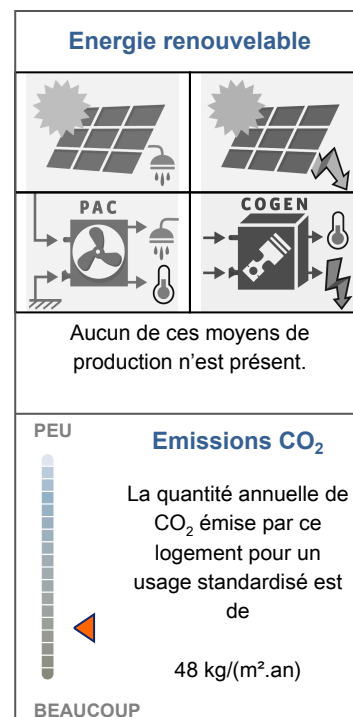 Energie renouvelable
PAC
COGEN
Aucun de ces moyens de
production n'est présent.
PEU
Emissions CO₂
La quantité annuelle de
CO₂ émise par ce
logement pour un
usage standardisé est
de
48 kg/(m².an)
BEAUCOUP